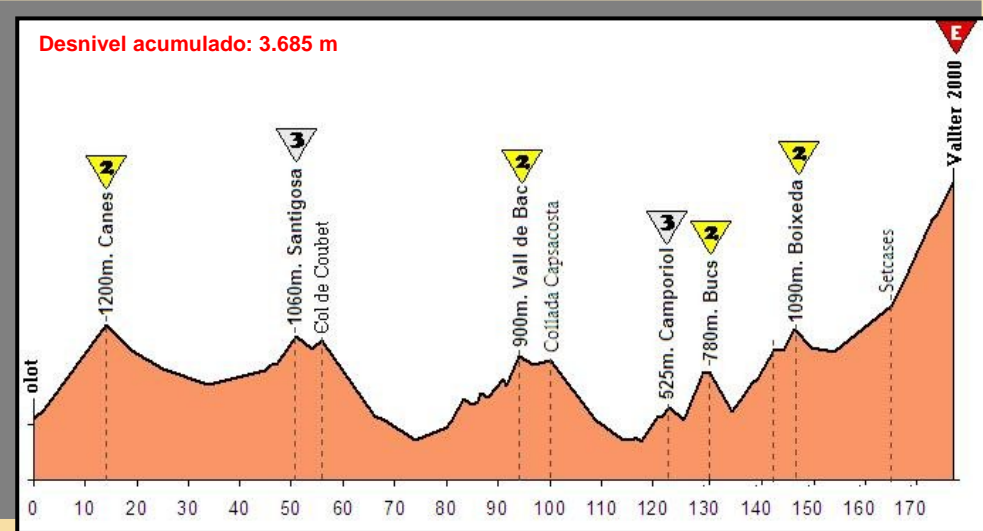 Desnivel acumulado: 3.685 m
E
Vallter 2000
olot
2
1200m. Canes
3
1060m. Santigosa
Col de Coubet
2
900m. Vall de Bac
Collada Capsacosta
3
525m. Camporiol
2
780m. Bucs
2
1090m. Boixeda
Setcases
0 10 20 30 40 50 60 70 80 90 100 110 120 130 140 150 160 170